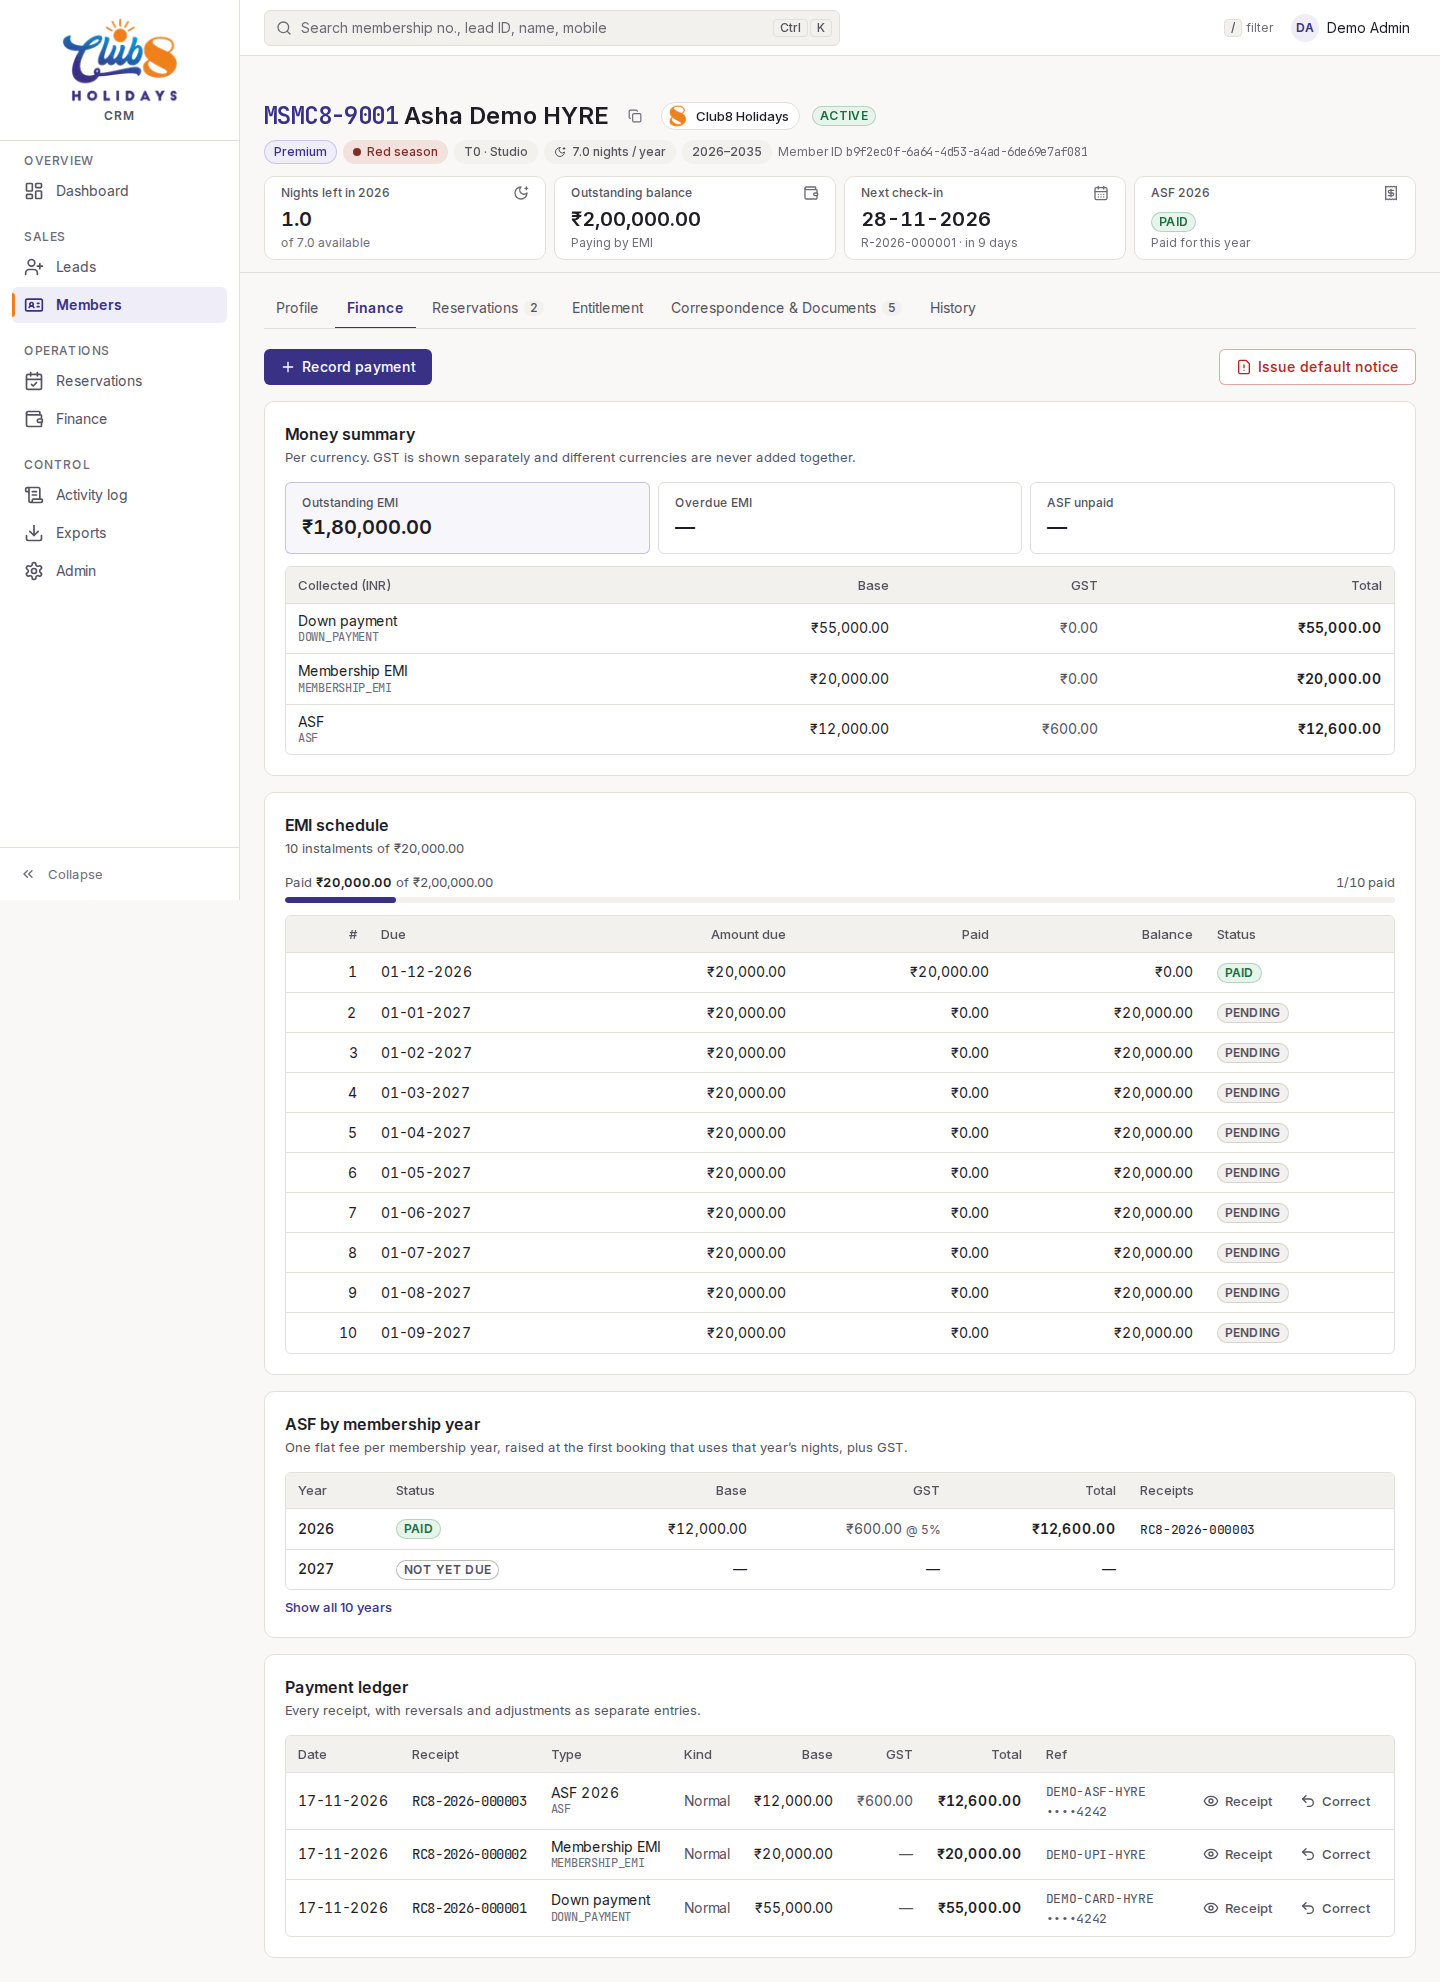 Club8
HOLIDAYS
CRM
OVERVIEW
Dashboard
SALES
Leads
Members
OPERATIONS
Reservations
Finance
CONTROL
Activity log
Exports
Admin
Collapse
Search membership no., lead ID, name, mobile Ctrl K
/ filter DA Demo Admin
MSMC8-9001 Asha Demo HYRE Club8 Holidays ACTIVE
Premium Red season T0 · Studio 7.0 nights / year 2026–2035 Member ID b9f2ec0f-6a64-4d53-a4ad-6de69e7af081
Nights left in 2026
1.0
of 7.0 available
Outstanding balance
₹2,00,000.00
Paying by EMI
Next check-in
28-11-2026
R-2026-000001 · in 9 days
ASF 2026
PAID
Paid for this year
Profile Finance Reservations 2 Entitlement Correspondence & Documents 5 History
Record payment Issue default notice
Money summary
Per currency. GST is shown separately and different currencies are never added together.
Outstanding EMI
₹1,80,000.00
Overdue EMI
—
ASF unpaid
—
Collected (INR) Base GST Total
Down payment ₹55,000.00 ₹0.00 ₹55,000.00
DOWN_PAYMENT
Membership EMI ₹20,000.00 ₹0.00 ₹20,000.00
MEMBERSHIP_EMI
ASF ₹12,000.00 ₹600.00 ₹12,600.00
ASF
EMI schedule
10 instalments of ₹20,000.00
Paid ₹20,000.00 of ₹2,00,000.00 1/10 paid
# Due Amount due Paid Balance Status
1 01-12-2026 ₹20,000.00 ₹20,000.00 ₹0.00 PAID
2 01-01-2027 ₹20,000.00 ₹0.00 ₹20,000.00 PENDING
3 01-02-2027 ₹20,000.00 ₹0.00 ₹20,000.00 PENDING
4 01-03-2027 ₹20,000.00 ₹0.00 ₹20,000.00 PENDING
5 01-04-2027 ₹20,000.00 ₹0.00 ₹20,000.00 PENDING
6 01-05-2027 ₹20,000.00 ₹0.00 ₹20,000.00 PENDING
7 01-06-2027 ₹20,000.00 ₹0.00 ₹20,000.00 PENDING
8 01-07-2027 ₹20,000.00 ₹0.00 ₹20,000.00 PENDING
9 01-08-2027 ₹20,000.00 ₹0.00 ₹20,000.00 PENDING
10 01-09-2027 ₹20,000.00 ₹0.00 ₹20,000.00 PENDING
ASF by membership year
One flat fee per membership year, raised at the first booking that uses that year’s nights, plus GST.
Year Status Base GST Total Receipts
2026 PAID ₹12,000.00 ₹600.00 @ 5% ₹12,600.00 RC8-2026-000003
2027 NOT YET DUE — — —
Show all 10 years
Payment ledger
Every receipt, with reversals and adjustments as separate entries.
Date Receipt Type Kind Base GST Total Ref
17-11-2026 RC8-2026-000003 ASF 2026 ASF Normal ₹12,000.00 ₹600.00 ₹12,600.00 DEMO-ASF-HYRE ••••4242 Receipt Correct
17-11-2026 RC8-2026-000002 Membership EMI MEMBERSHIP_EMI Normal ₹20,000.00 — ₹20,000.00 DEMO-UPI-HYRE Receipt Correct
17-11-2026 RC8-2026-000001 Down payment DOWN_PAYMENT Normal ₹55,000.00 — ₹55,000.00 DEMO-CARD-HYRE ••••4242 Receipt Correct